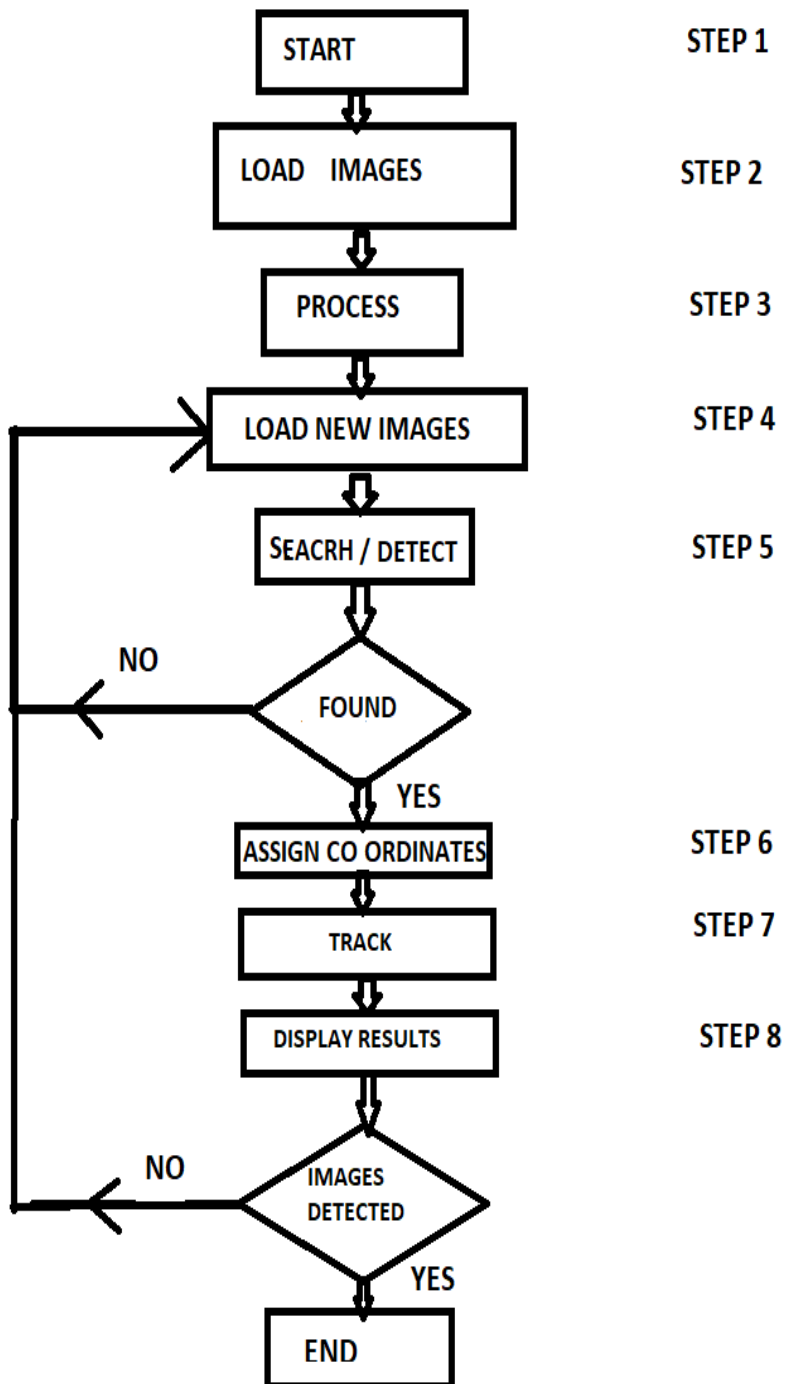 START STEP 1
LOAD IMAGES STEP 2
PROCESS STEP 3
LOAD NEW IMAGES STEP 4
SEACRH / DETECT STEP 5
NO
FOUND
YES
ASSIGN CO ORDINATES STEP 6
TRACK STEP 7
DISPLAY RESULTS STEP 8
NO
IMAGES
DETECTED
YES
END